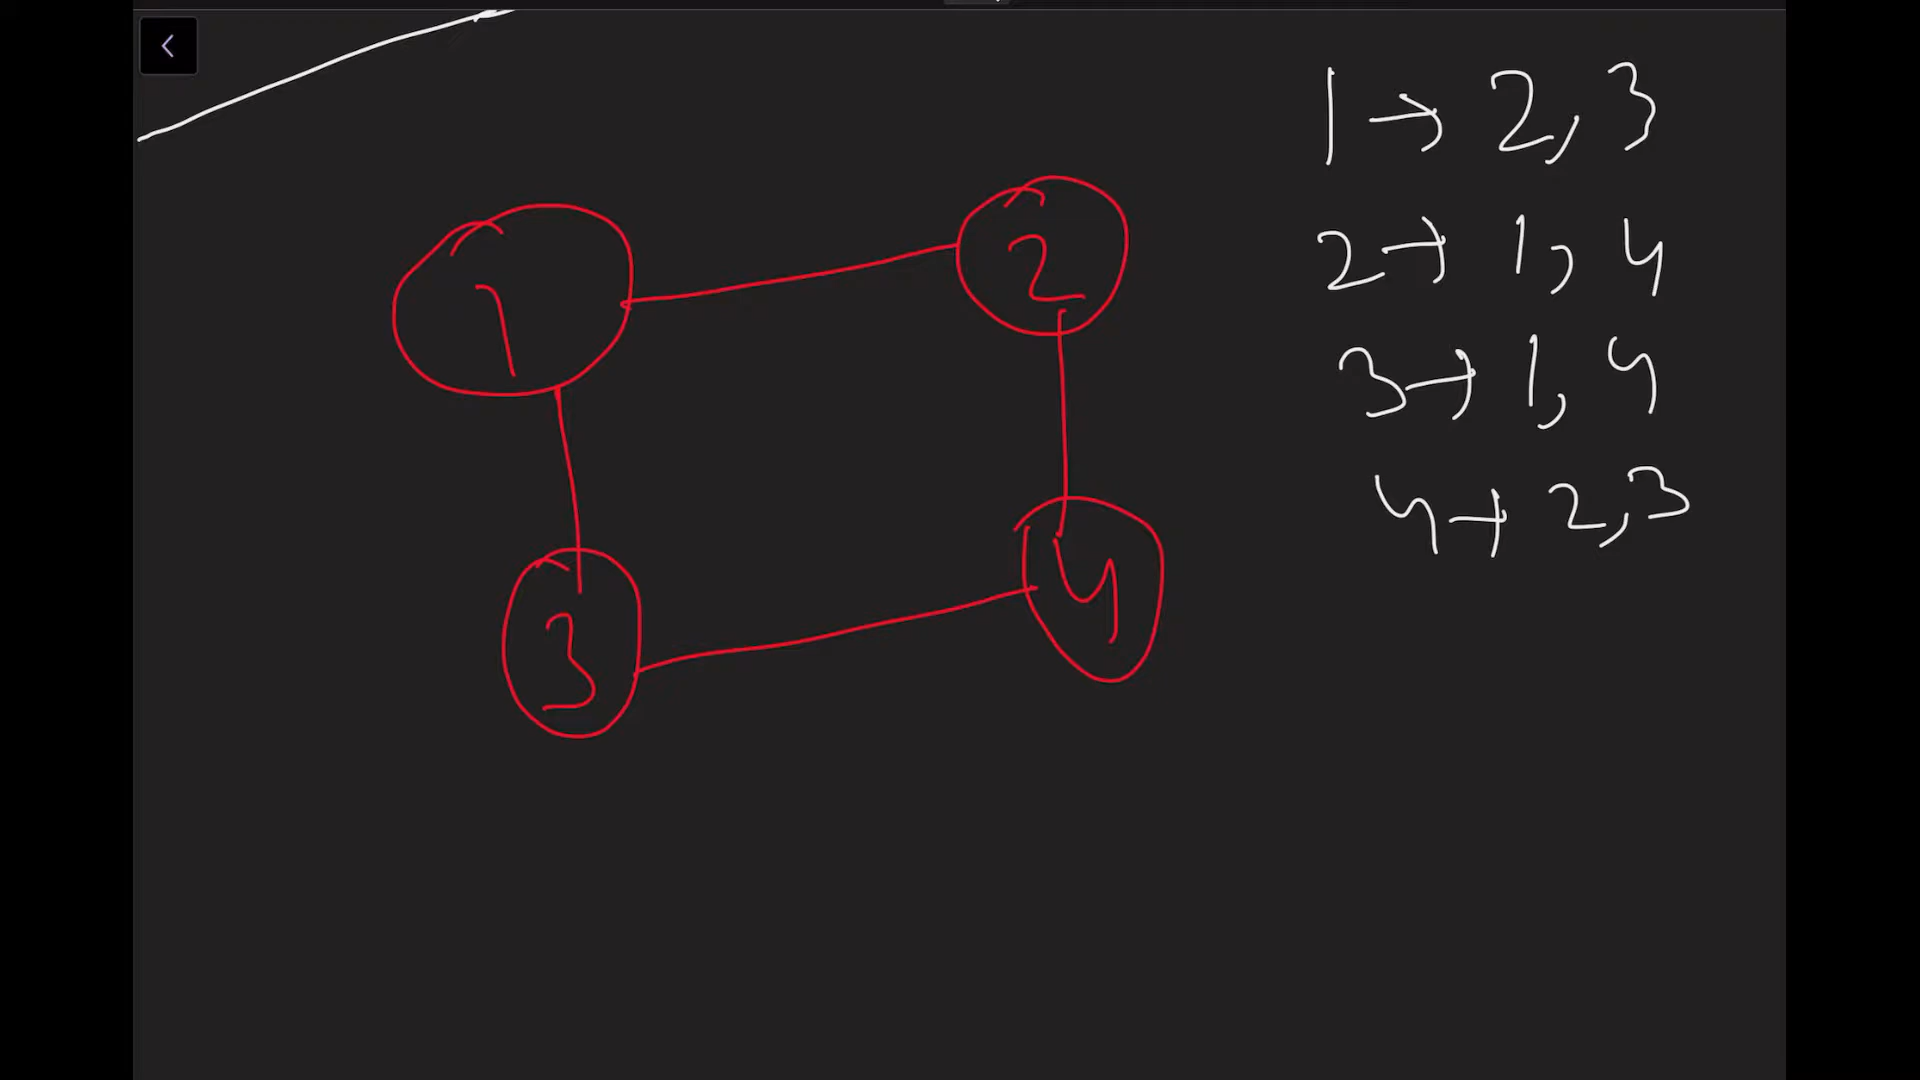 1 → 2, 3
2 → 1, 4
3 → 1, 4
4 → 2, 3
1
2
3
4